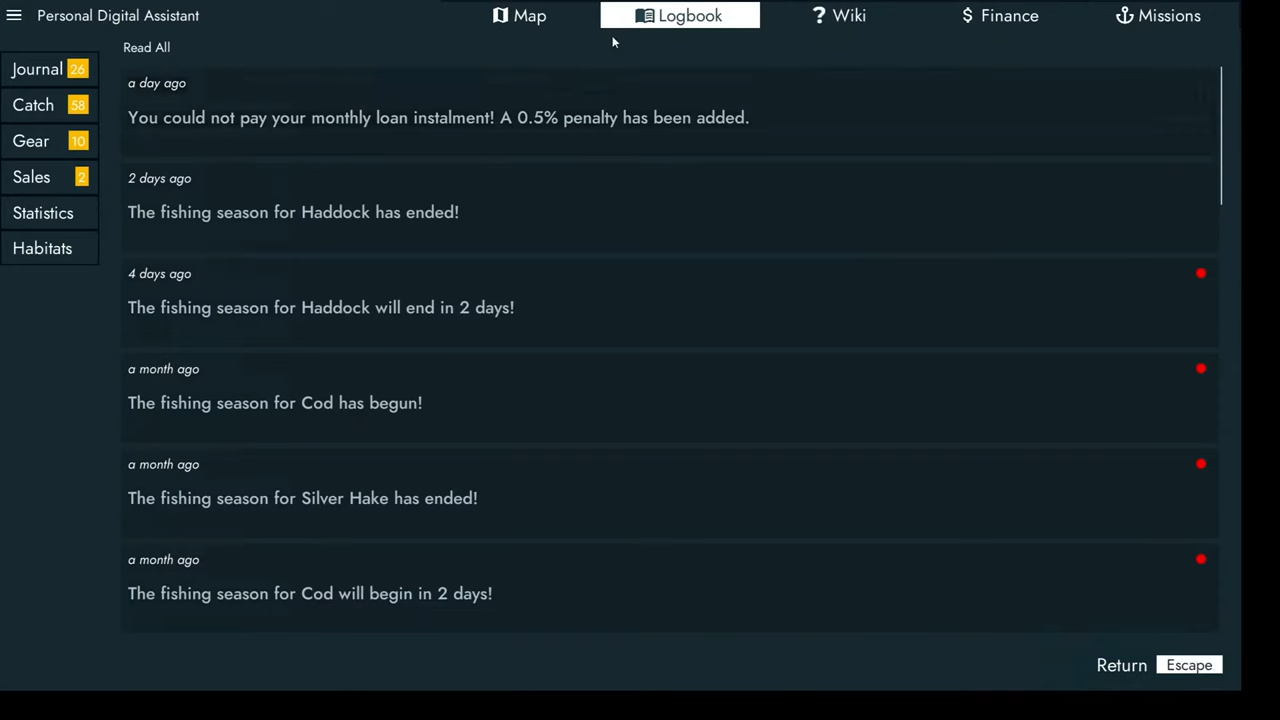 Personal Digital Assistant
Map
Logbook
? Wiki
$ Finance
Missions
Read All
Journal 26
Catch 58
Gear 10
Sales 2
Statistics
Habitats
a day ago
You could not pay your monthly loan instalment! A 0.5% penalty has been added.
2 days ago
The fishing season for Haddock has ended!
4 days ago
The fishing season for Haddock will end in 2 days!
a month ago
The fishing season for Cod has begun!
a month ago
The fishing season for Silver Hake has ended!
a month ago
The fishing season for Cod will begin in 2 days!
Return Escape